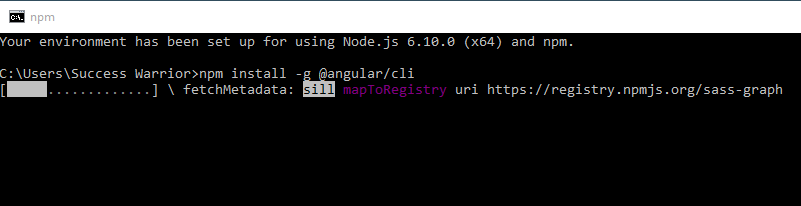 npm
Your environment has been set up for using Node.js 6.10.0 (x64) and npm.
C:\Users\Success Warrior>npm install -g @angular/cli
[.............] \ fetchMetadata: sill mapToRegistry uri https://registry.npmjs.org/sass-graph